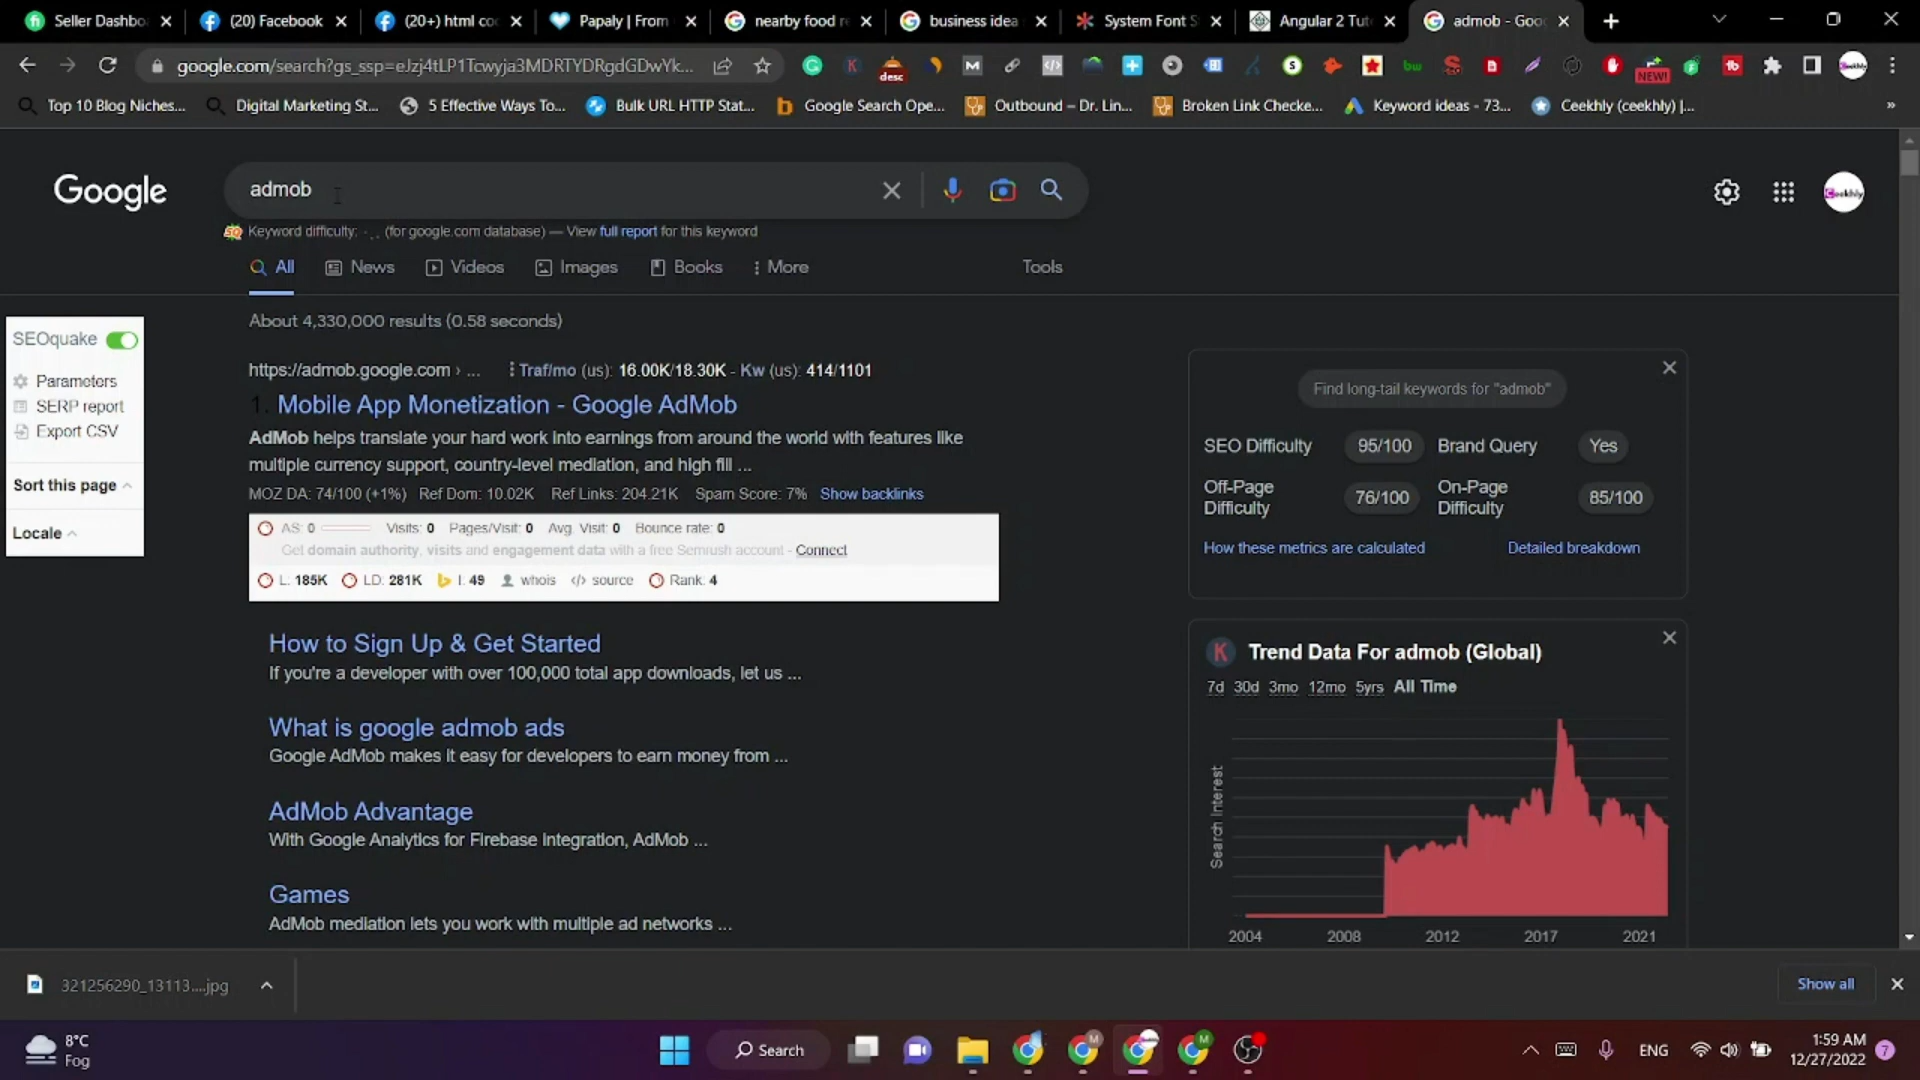 Seller Dashbo
(20) Facebook
(20+) html co
Papaly | From
nearby food r
business idea
System Font S
Angular 2 Tut
admob - Goo
google.com/search?gs_ssp=eJzj4tLP1Tcwyja3MDRTYDRgdGDwYk...
desc
NEW!
Top 10 Blog Niches...
Digital Marketing St...
5 Effective Ways To...
Bulk URL HTTP Stat...
Google Search Ope...
Outbound – Dr. Lin...
Broken Link Checke...
Keyword ideas - 73...
Ceekhly (ceekhly) |...
»
Google
admob
Keyword difficulty: (for google.com database) — View full report for this keyword
All
News
Videos
Images
Books
More
Tools
About 4,330,000 results (0.58 seconds)
SEOquake
Parameters
SERP report
Export CSV
Sort this page
Locale
https://admob.google.com › ...
Traf/mo (us): 16.00K/18.30K - Kw (us): 414/1101
1. Mobile App Monetization - Google AdMob
AdMob helps translate your hard work into earnings from around the world with features like
multiple currency support, country-level mediation, and high fill ...
MOZ DA: 74/100 (+1%) Ref Dom: 10.02K Ref Links: 204.21K Spam Score: 7% Show backlinks
AS: 0 Visits: 0 Pages/Visit: 0 Avg. Visit: 0 Bounce rate: 0
Get domain authority, visits and engagement data with a free Semrush account - Connect
L: 185K LD: 281K I: 49 whois </> source Rank: 4
How to Sign Up & Get Started
If you're a developer with over 100,000 total app downloads, let us ...
What is google admob ads
Google AdMob makes it easy for developers to earn money from ...
AdMob Advantage
With Google Analytics for Firebase integration, AdMob ...
Games
AdMob mediation lets you work with multiple ad networks ...
Find long-tail keywords for "admob"
SEO Difficulty 95/100 Brand Query Yes
Off-Page Difficulty 76/100 On-Page Difficulty 85/100
How these metrics are calculated
Detailed breakdown
K Trend Data For admob (Global)
7d 30d 3mo 12mo 5yrs All Time
Search Interest
2004 2008 2012 2017 2021
321256290_13113....jpg
Show all
8°C
Fog
Search
ENG
1:59 AM
12/27/2022
7